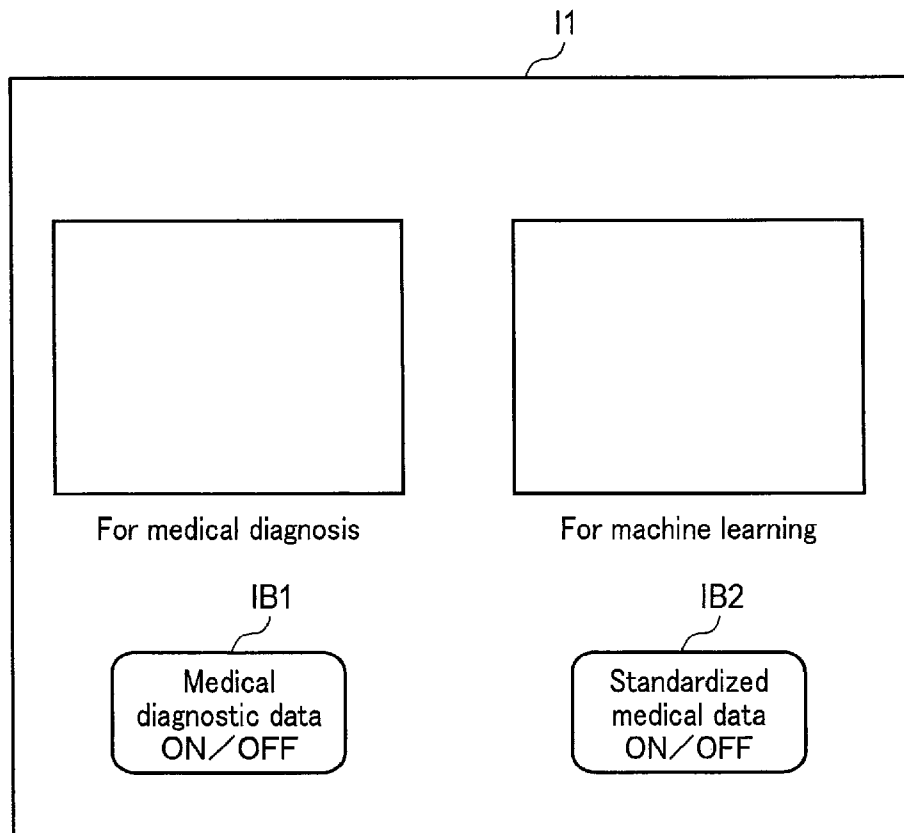 I1
For medical diagnosis
For machine learning
IB1
IB2
Medical
diagnostic data
ON／OFF
Standardized
medical data
ON／OFF